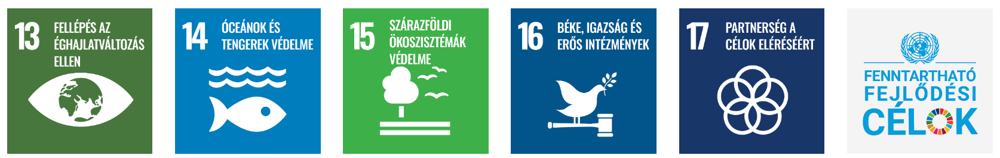 13 FELLÉPÉS AZ
ÉGHAJLATVÁLTOZÁS
ELLEN
14 ÓCEÁNOK ÉS
TENGEREK VÉDELME
15 SZÁRAZFÖLDI
ÖKOSZISZTÉMÁK
VÉDELME
16 BÉKE, IGAZSÁG ÉS
ERŐS INTÉZMÉNYEK
17 PARTNERSÉG A
CÉLOK ELÉRÉSÉÉRT
FENNTARTHATÓ
FEJLŐDÉSI
CÉLOK